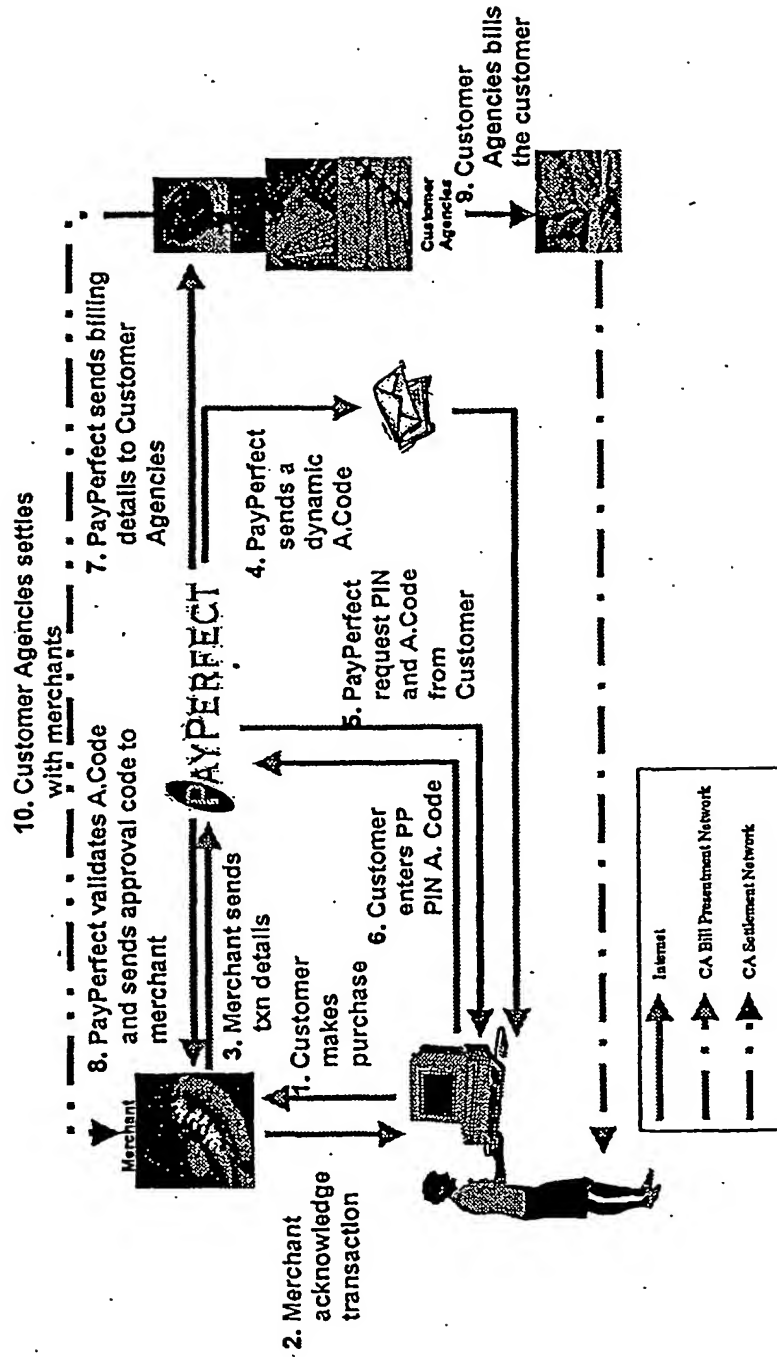 10. Customer Agencies settles
with merchants
8. PayPerfect validates A.Code
and sends approval code to
merchant
7. PayPerfect sends billing
details to Customer
Agencies
Merchant
PAYPERFECT
3. Merchant sends
txn details
4. PayPerfect
sends a
dynamic
A.Code
Customer
Agencies
2. Merchant
acknowledge
transaction
1. Customer
makes
purchase
6. Customer
enters PP
PIN A. Code
5. PayPerfect
request PIN
and A.Code
from
Customer
9. Customer
Agencies bills
the customer
Internet
CA Bill Presentment Network
CA Settlement Network